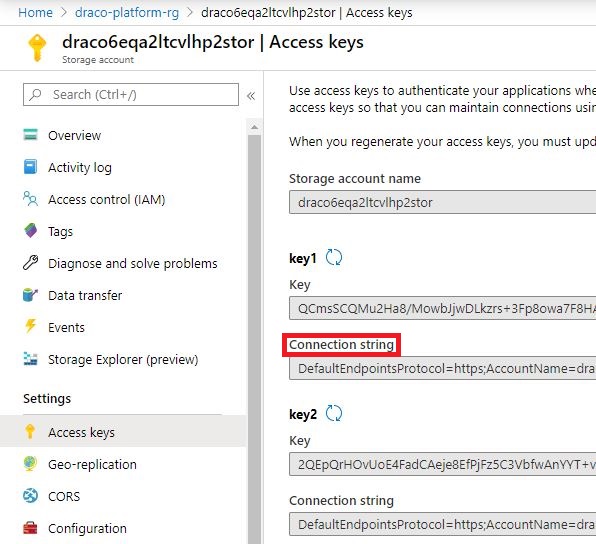 Home > draco-platform-rg > draco6eqa2ltcvlhp2stor | Access keys
draco6eqa2ltcvlhp2stor | Access keys
Storage account
Search (Ctrl+/)
«
Overview
Activity log
Access control (IAM)
Tags
Diagnose and solve problems
Data transfer
Events
Storage Explorer (preview)
Settings
Access keys
Geo-replication
CORS
Configuration
Use access keys to authenticate your applications whe
access keys so that you can maintain connections usin
When you regenerate your access keys, you must upd
Storage account name
draco6eqa2ltcvlhp2stor
key1
Key
QCmsSCQMu2Ha8/MowbJjwDLkzrs+3Fp8owa7F8HA
Connection string
DefaultEndpointsProtocol=https;AccountName=dra
key2
Key
2QEpQrHOvUoE4FadCAeje8EfPjFz5C3VbfwAnYYT+v
Connection string
DefaultEndpointsProtocol=https;AccountName=dra